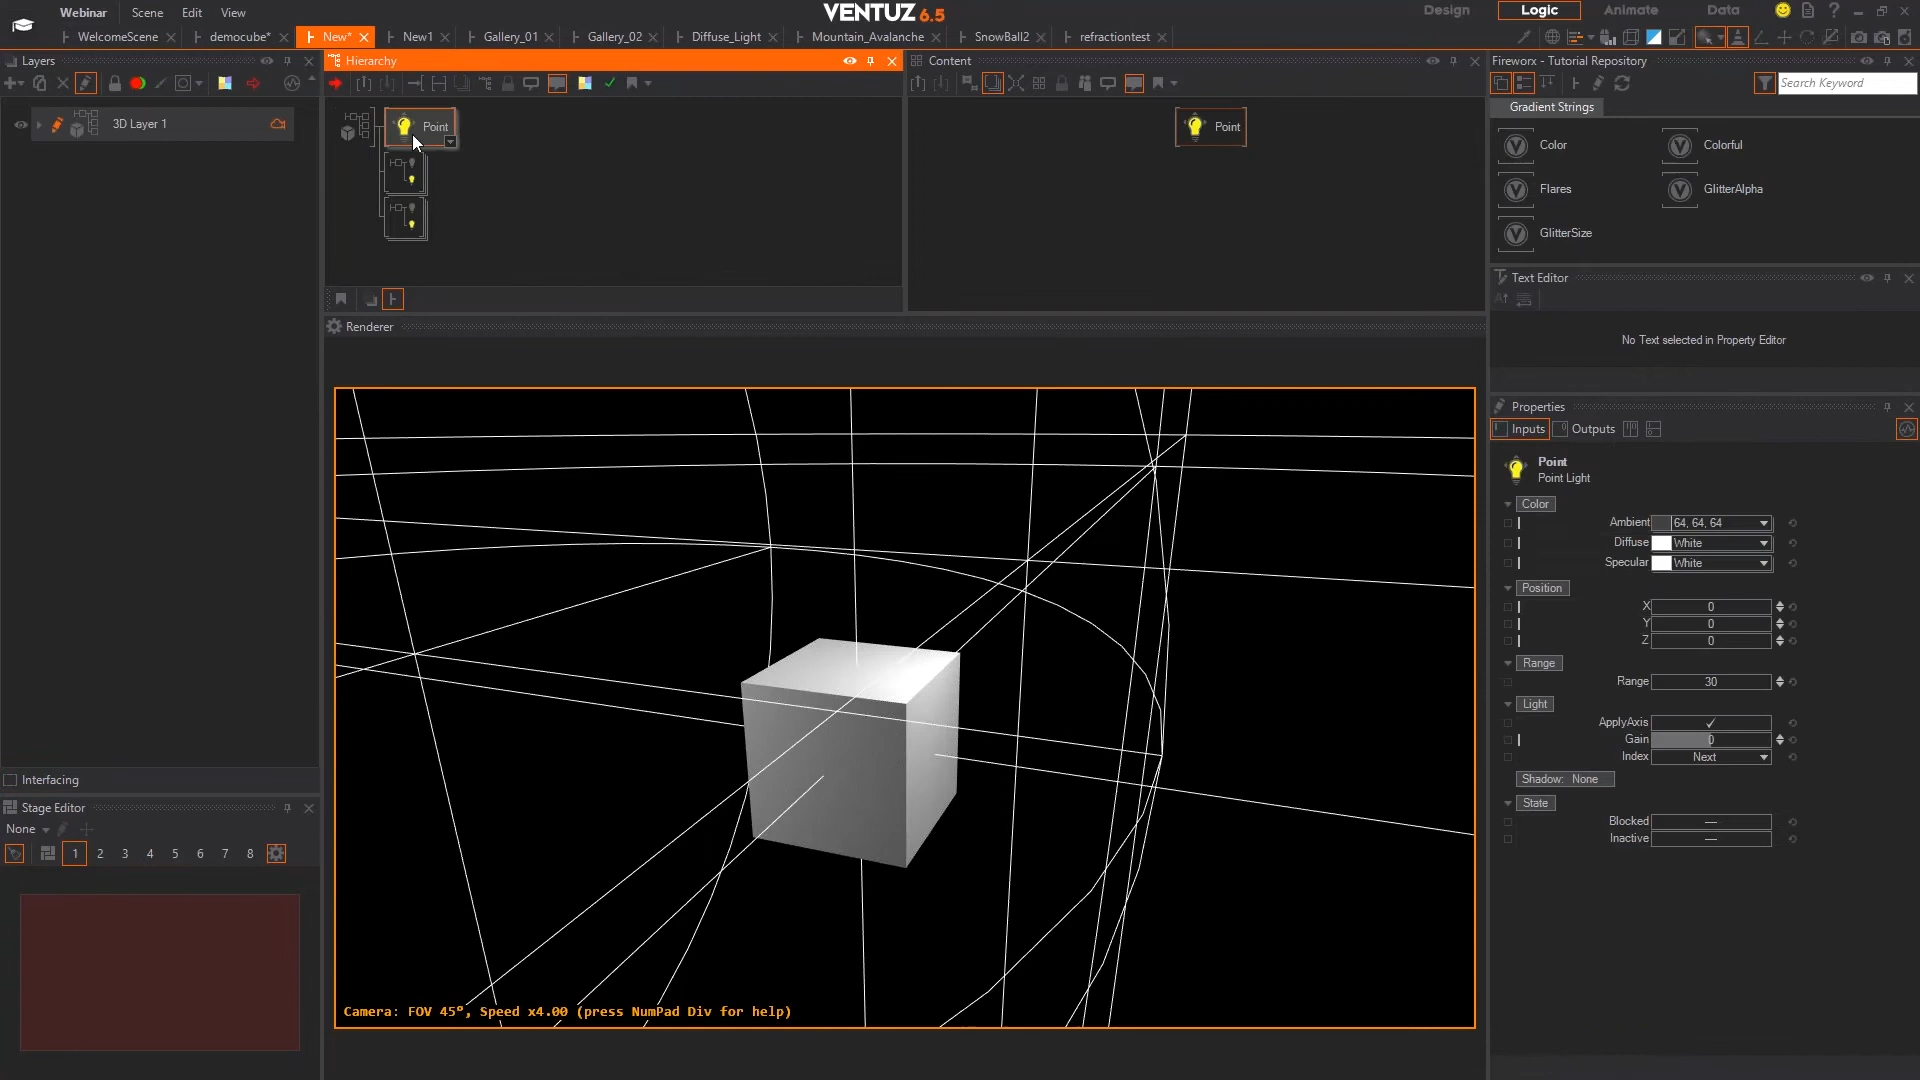 Webinar Scene Edit View VENTUZ 6.5 Design Logic Animate Data
WelcomeScene democube* New* New1 Gallery_01 Gallery_02 Diffuse_Light Mountain_Avalanche SnowBall2 refractiontest
Layers
3D Layer 1
Interfacing
Stage Editor
None
1 2 3 4 5 6 7 8
Hierarchy
Point
Content
Point
Renderer
Camera: FOV 45º, Speed x4.00 (press NumPad Div for help)
Fireworx - Tutorial Repository
Search Keyword
Gradient Strings
Color Colorful
Flares GlitterAlpha
GlitterSize
Text Editor
No Text selected in Property Editor
Properties
Inputs Outputs
Point
Point Light
Color
Ambient 64, 64, 64
Diffuse White
Specular White
Position
X 0
Y 0
Z 0
Range
Range 30
Light
ApplyAxis ✓
Gain 0
Index Next
Shadow: None
State
Blocked —
Inactive —